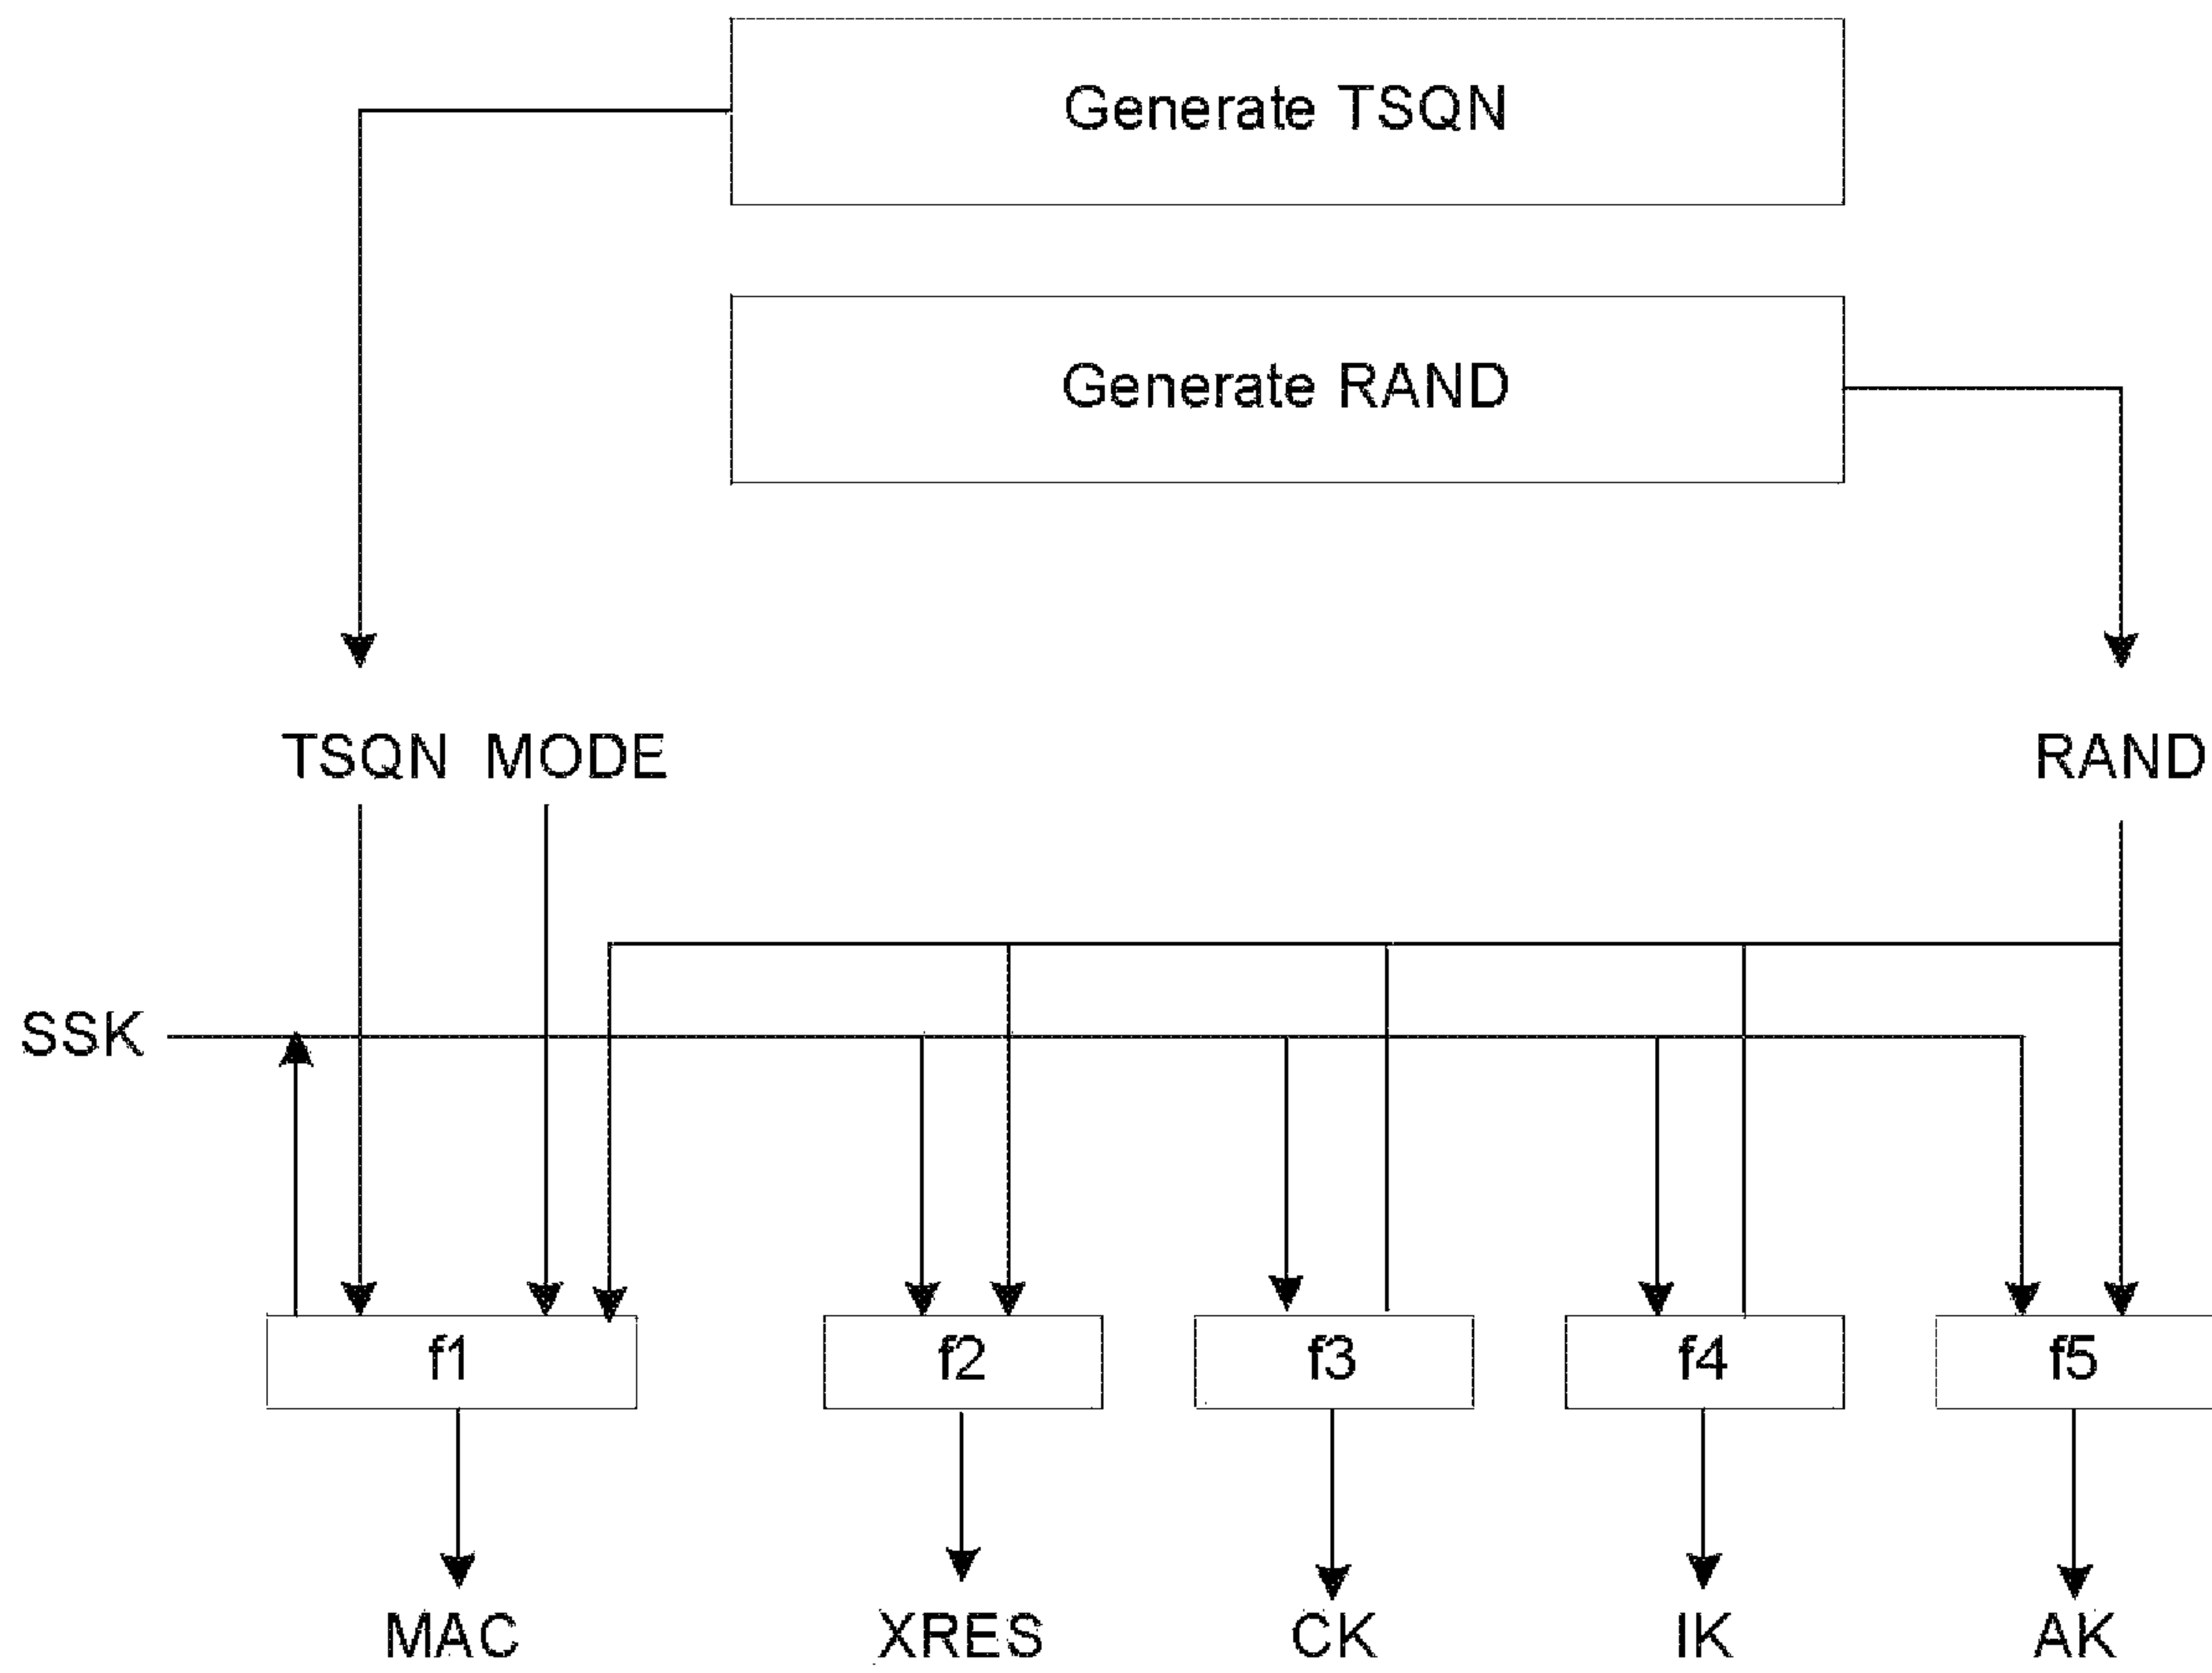 Generate TSQN
Generate RAND
TSQN MODE RAND
SSK
f1 f2 f3 f4 f5
MAC XRES CK IK AK